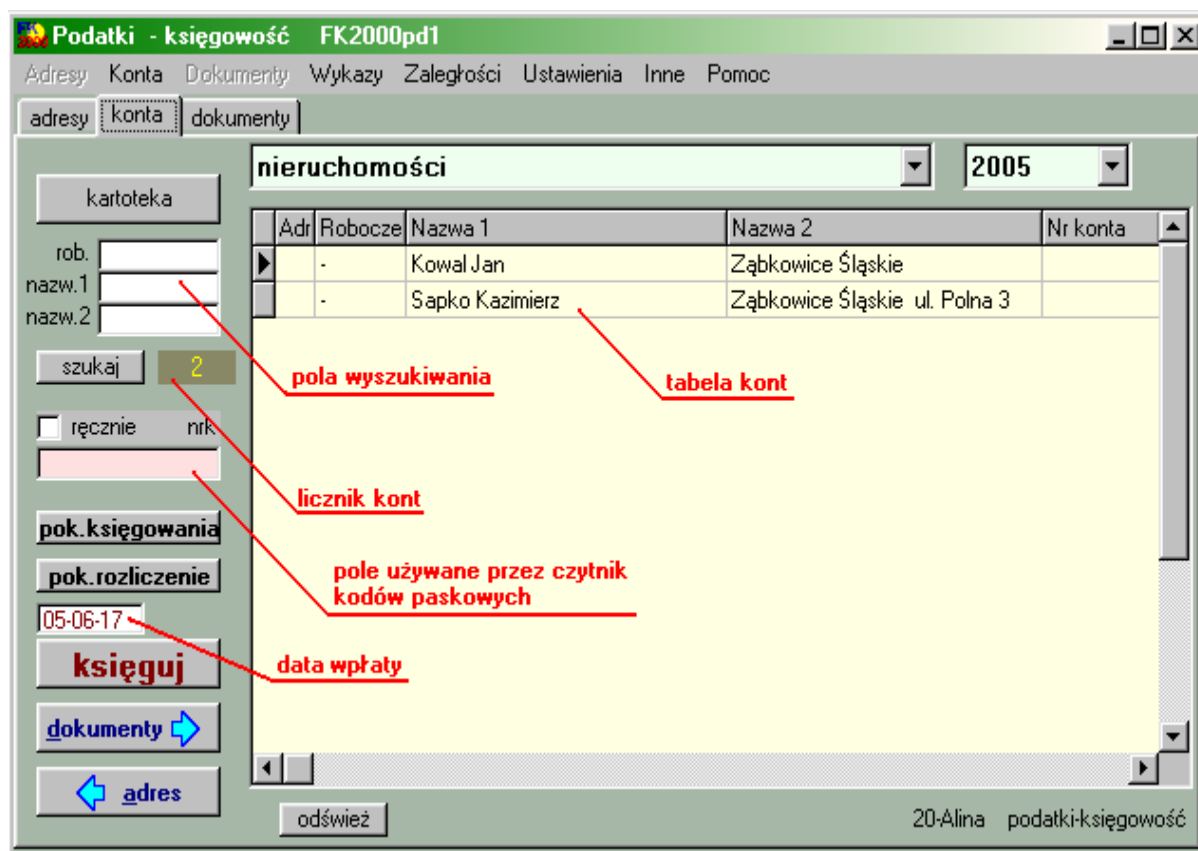 Podatki - księgowość FK2000pd1
Adresy Konta Dokumenty Wykazy Zaległości Ustawienia Inne Pomoc
adresy konta dokumenty
nieruchomości 2005
kartoteka
Adr Robocze Nazwa 1 Nazwa 2 Nr konta
rob.
- Kowal Jan Ząbkowice Śląskie
nazw.1
- Sapko Kazimierz Ząbkowice Śląskie ul. Polna 3
nazw.2
szukaj 2
pola wyszukiwania
tabela kont
ręcznie nrk
licznik kont
pok.księgowania
pok.rozliczenie
pole używane przez czytnik
kodów paskowych
05-06-17
księguj
data wpłaty
dokumenty
adres
odśwież
20-Alina podatki-księgowość